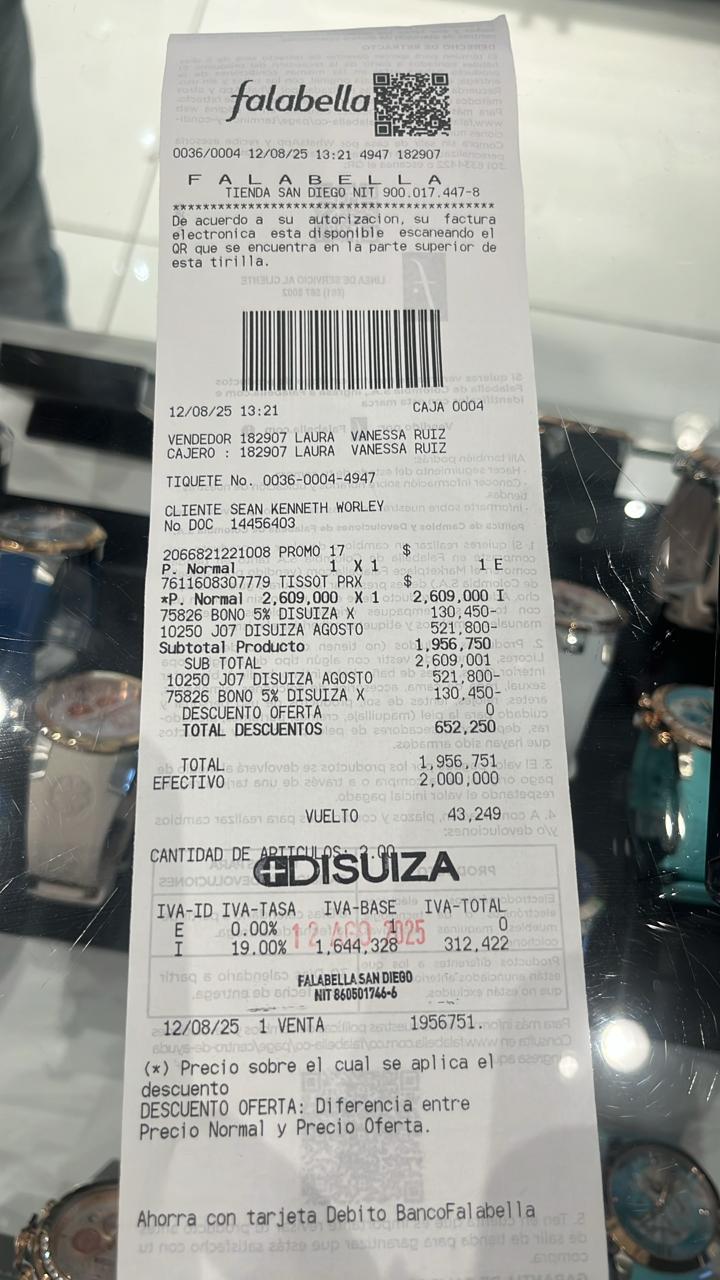 falabella
0036/0004 12/08/25 13:21 4947 182907
F A L A B E L L A
TIENDA SAN DIEGO NIT 900.017.447-8
****************************************
De acuerdo a su autorizacion, su factura
electronica esta disponible escaneando el
QR que se encuentra en la parte superior de
esta tirilla.
12/08/25 13:21 CAJA 0004
VENDEDOR 182907 LAURA VANESSA RUIZ
CAJERO : 182907 LAURA VANESSA RUIZ
TIQUETE No. 0036-0004-4947
CLIENTE SEAN KENNETH WORLEY
No DOC 14456403
2066821221008 PROMO 17 $
P. Normal 1 X 1 1 E
7611608307779 TISSOT PRX $
*P. Normal 2,609,000 X 1 2,609,000 I
75826 BONO 5% DISUIZA X 130,450-
10250 J07 DISUIZA AGOSTO 521,800-
Subtotal Producto 1,956,750
SUB TOTAL 2,609,001
10250 J07 DISUIZA AGOSTO 521,800-
75826 BONO 5% DISUIZA X 130,450-
DESCUENTO OFERTA 0
TOTAL DESCUENTOS 652,250
TOTAL 1,956,751
EFECTIVO 2,000,000
VUELTO 43,249
CANTIDAD DE ARTICULOS: 2.00
DISUIZA
IVA-ID IVA-TASA IVA-BASE IVA-TOTAL
E 0.00% 1 0
I 19.00% 1,644,328 312,422
12 AGO 2025
FALABELLA SAN DIEGO
NIT 860501746-6
12/08/25 1 VENTA 1956751.
(*) Precio sobre el cual se aplica el
descuento
DESCUENTO OFERTA: Diferencia entre
Precio Normal y Precio Oferta.
Ahorra con tarjeta Debito BancoFalabella